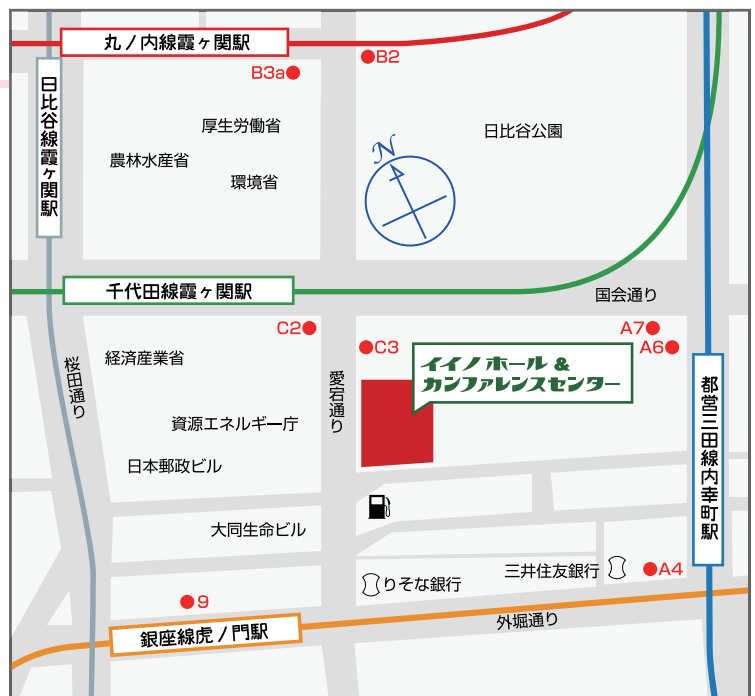 丸ノ内線霞ヶ関駅
B2
B3a
日比谷線霞ヶ関駅
厚生労働省
日比谷公園
農林水産省
環境省
N
千代田線霞ヶ関駅
国会通り
C2
A7
C3
A6
経済産業省
イイノホール &
カンファレンスセンター
桜田通り
愛宕通り
都営三田線内幸町駅
資源エネルギー庁
日本郵政ビル
大同生命ビル
三井住友銀行
A4
りそな銀行
9
外堀通り
銀座線虎ノ門駅